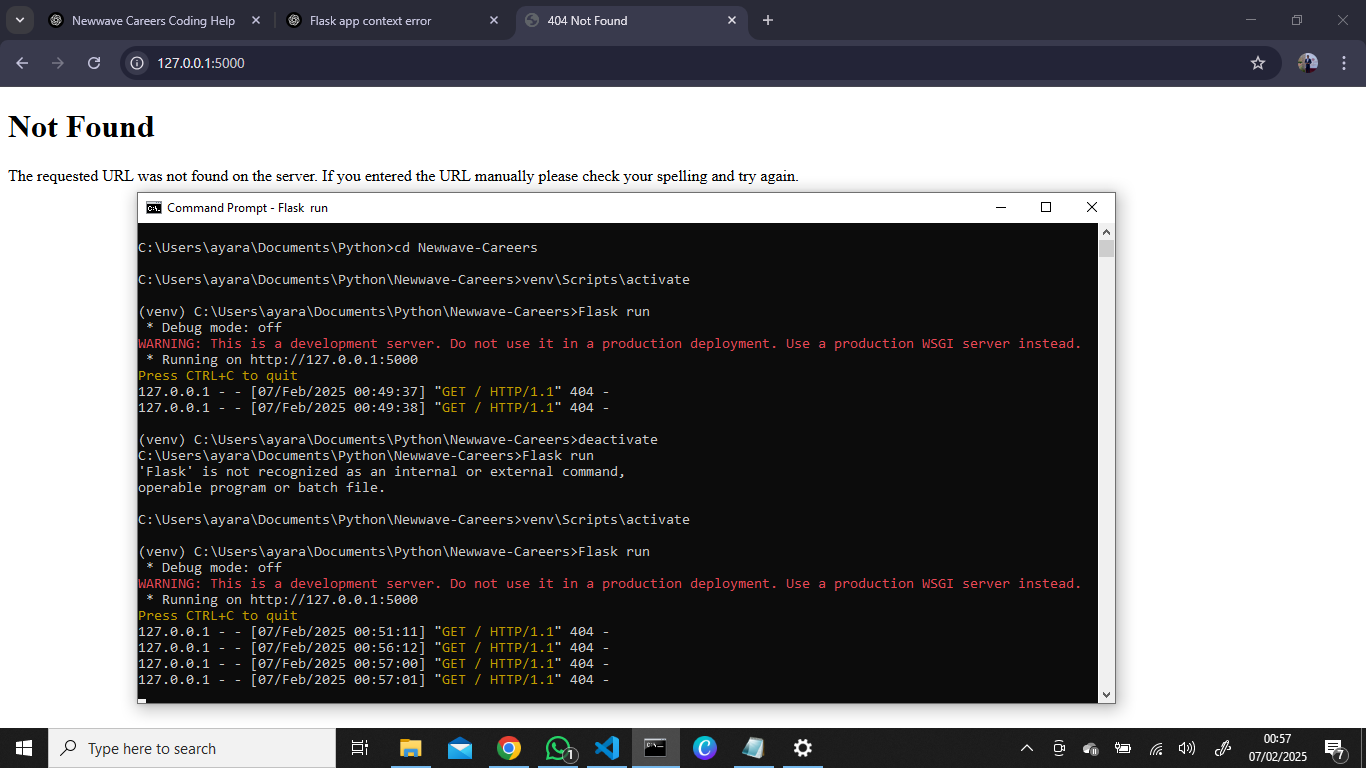 Newwave Careers Coding Help
Flask app context error
404 Not Found
127.0.0.1:5000
Not Found
The requested URL was not found on the server. If you entered the URL manually please check your spelling and try again.
Command Prompt - Flask  run
C:\Users\ayara\Documents\Python>cd Newwave-Careers
C:\Users\ayara\Documents\Python\Newwave-Careers>venv\Scripts\activate
(venv) C:\Users\ayara\Documents\Python\Newwave-Careers>Flask run
 * Debug mode: off
WARNING: This is a development server. Do not use it in a production deployment. Use a production WSGI server instead.
 * Running on http://127.0.0.1:5000
Press CTRL+C to quit
127.0.0.1 - - [07/Feb/2025 00:49:37] "GET / HTTP/1.1" 404 -
127.0.0.1 - - [07/Feb/2025 00:49:38] "GET / HTTP/1.1" 404 -
(venv) C:\Users\ayara\Documents\Python\Newwave-Careers>deactivate
C:\Users\ayara\Documents\Python\Newwave-Careers>Flask run
'Flask' is not recognized as an internal or external command,
operable program or batch file.
C:\Users\ayara\Documents\Python\Newwave-Careers>venv\Scripts\activate
(venv) C:\Users\ayara\Documents\Python\Newwave-Careers>Flask run
 * Debug mode: off
WARNING: This is a development server. Do not use it in a production deployment. Use a production WSGI server instead.
 * Running on http://127.0.0.1:5000
Press CTRL+C to quit
127.0.0.1 - - [07/Feb/2025 00:51:11] "GET / HTTP/1.1" 404 -
127.0.0.1 - - [07/Feb/2025 00:56:12] "GET / HTTP/1.1" 404 -
127.0.0.1 - - [07/Feb/2025 00:57:00] "GET / HTTP/1.1" 404 -
127.0.0.1 - - [07/Feb/2025 00:57:01] "GET / HTTP/1.1" 404 -
Type here to search
1
00:57
07/02/2025
7